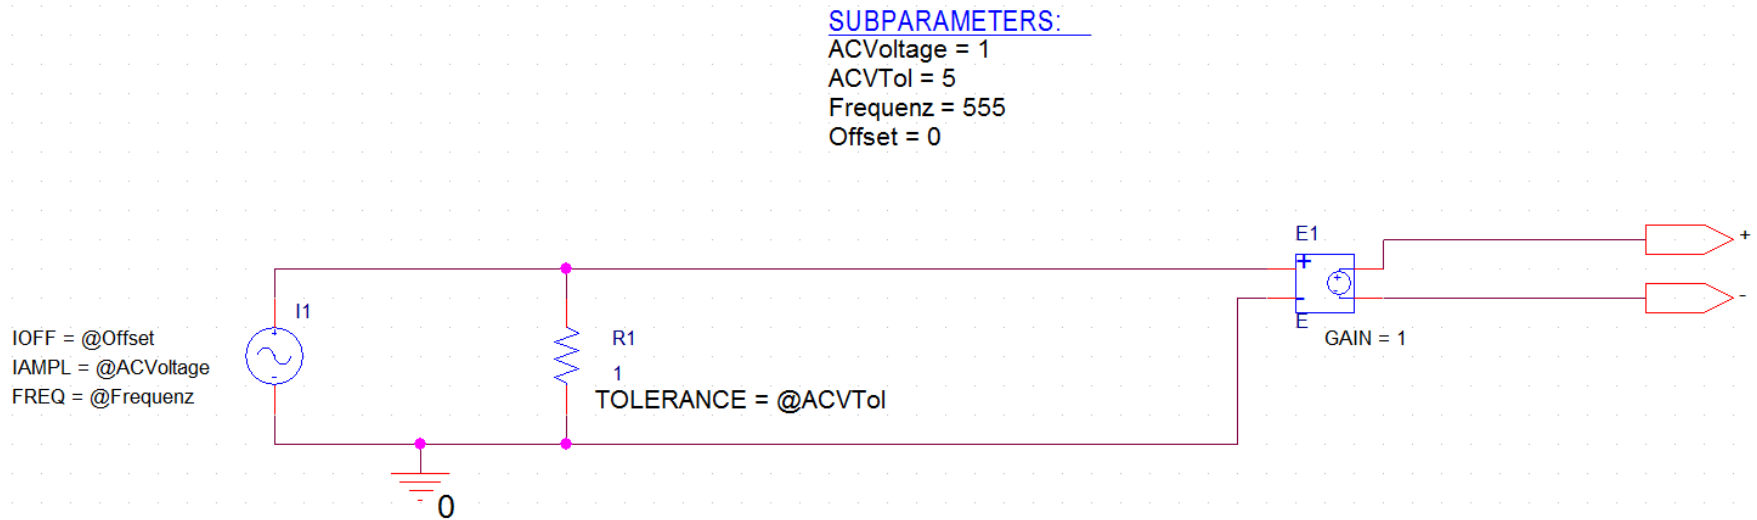 SUBPARAMETERS:
ACVoltage = 1
ACVTol = 5
Frequenz = 555
Offset = 0
E1
+
+
+
-
-
-
E
GAIN = 1
I1
+
-
IOFF = @Offset
IAMPL = @ACVoltage
FREQ = @Frequenz
R1
1
TOLERANCE = @ACVTol
0